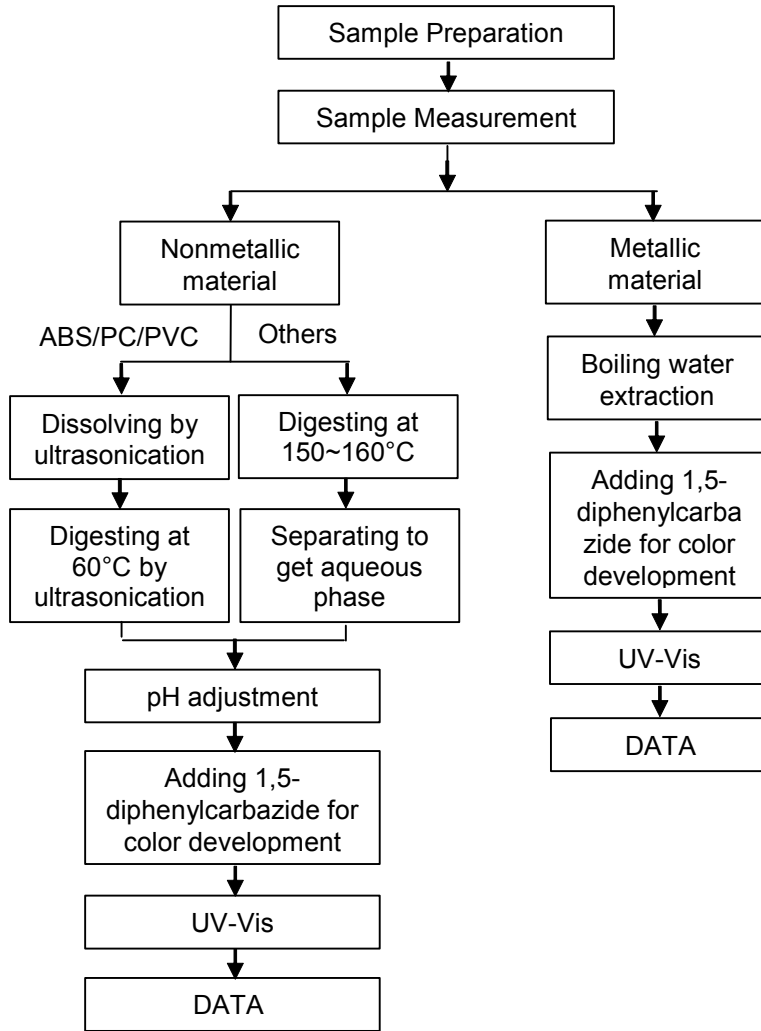 Sample Preparation
Sample Measurement
Nonmetallic
material
ABS/PC/PVC
Others
Dissolving by
ultrasonication
Digesting at
150~160°C
Digesting at
60°C by
ultrasonication
Separating to
get aqueous
phase
pH adjustment
Adding 1,5-
diphenylcarbazide for
color development
UV-Vis
DATA
Metallic
material
Boiling water
extraction
Adding 1,5-
diphenylcarba
zide for color
development
UV-Vis
DATA